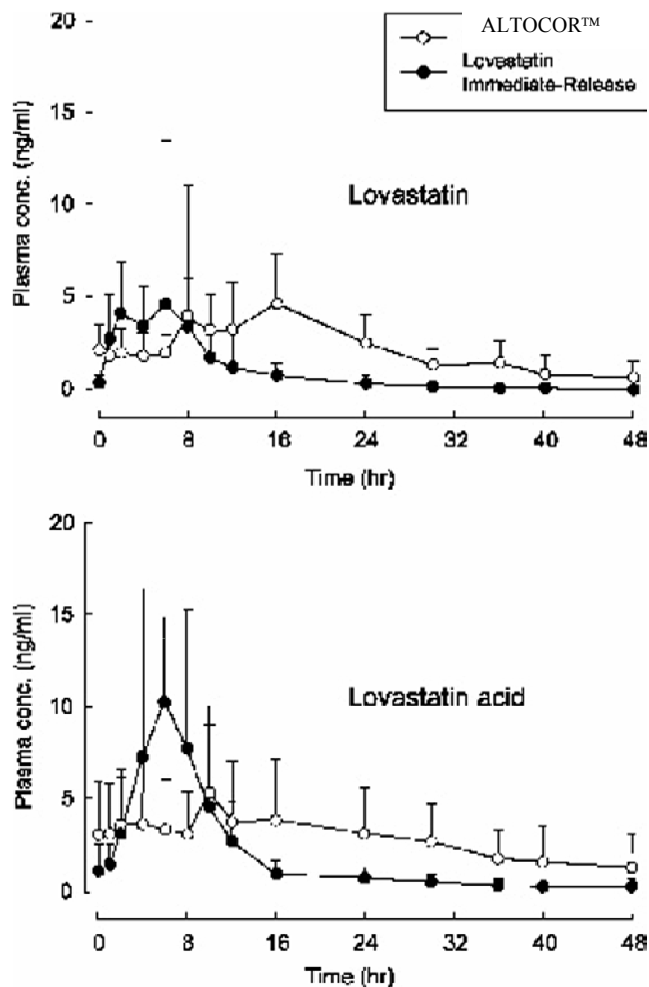 20
ALTOCOR™
Lovastatin
Immediate-Release
15
10
5
0
Plasma conc. (ng/ml)
Lovastatin
0 8 16 24 32 40 48
Time (hr)
20
15
10
5
0
Plasma conc. (ng/ml)
Lovastatin acid
0 8 16 24 32 40 48
Time (hr)